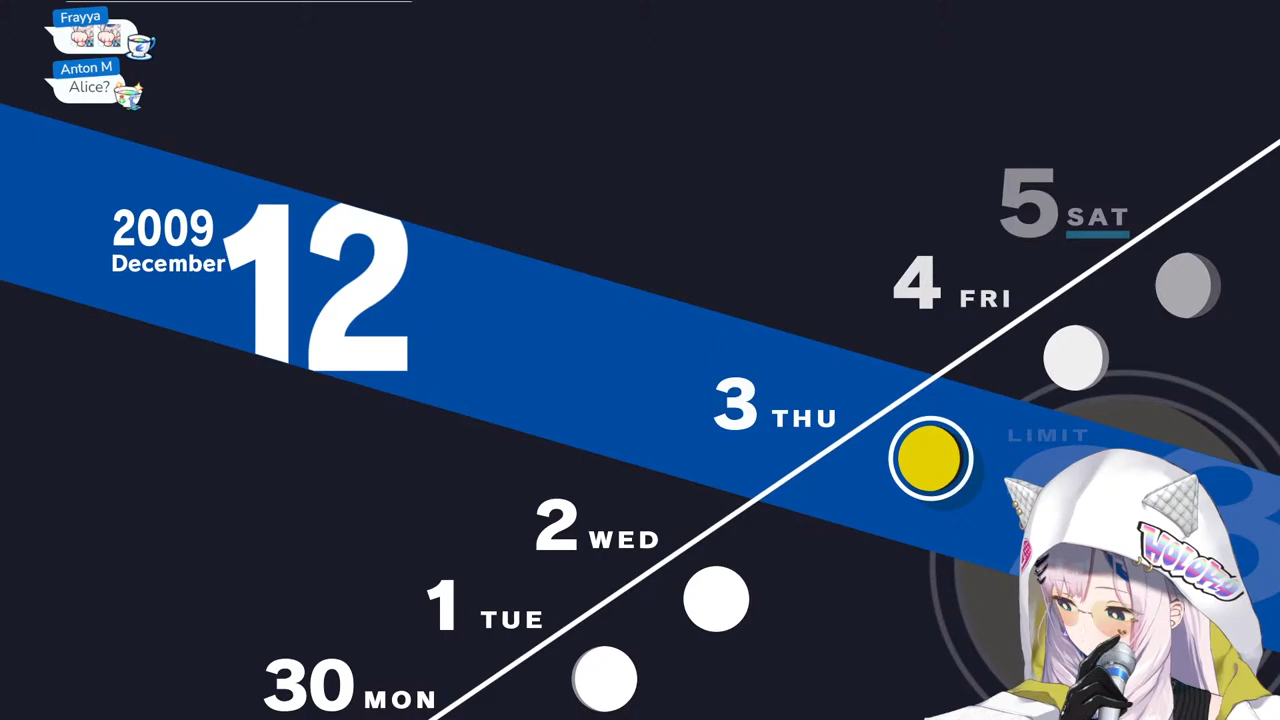 Frayya
Anton M
Alice?
2009
December
12
5 SAT
4 FRI
3 THU
LIMIT
2 WED
1 TUE
30 MON